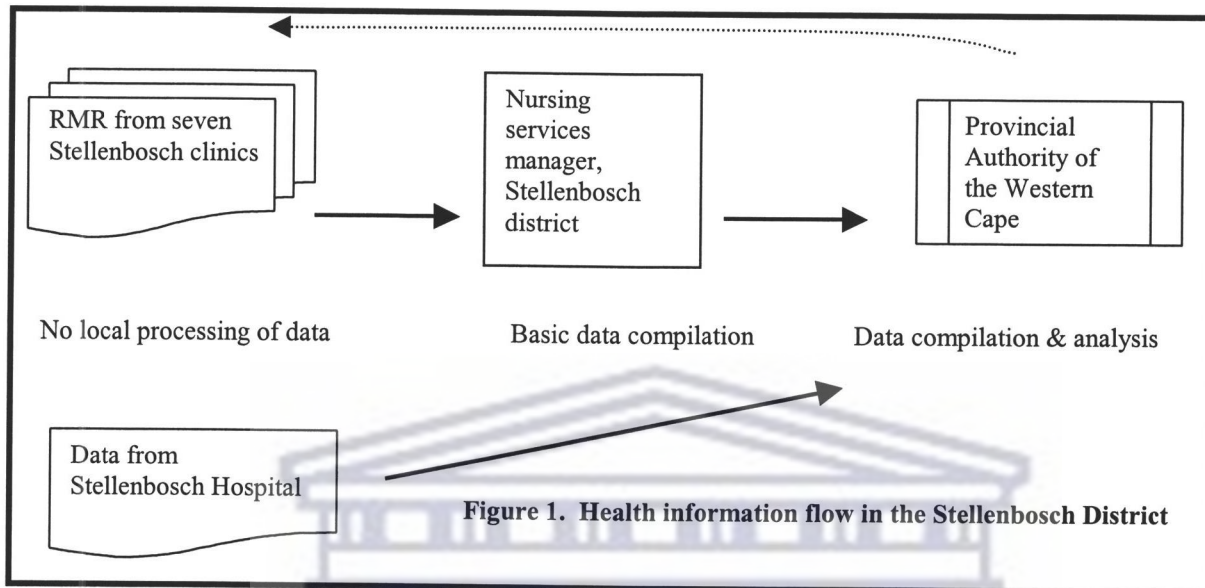 RMR from seven
Stellenbosch clinics
Nursing
services
manager,
Stellenbosch
district
Provincial
Authority of
the Western
Cape
No local processing of data
Basic data compilation
Data compilation & analysis
Data from
Stellenbosch Hospital
Figure 1. Health information flow in the Stellenbosch District